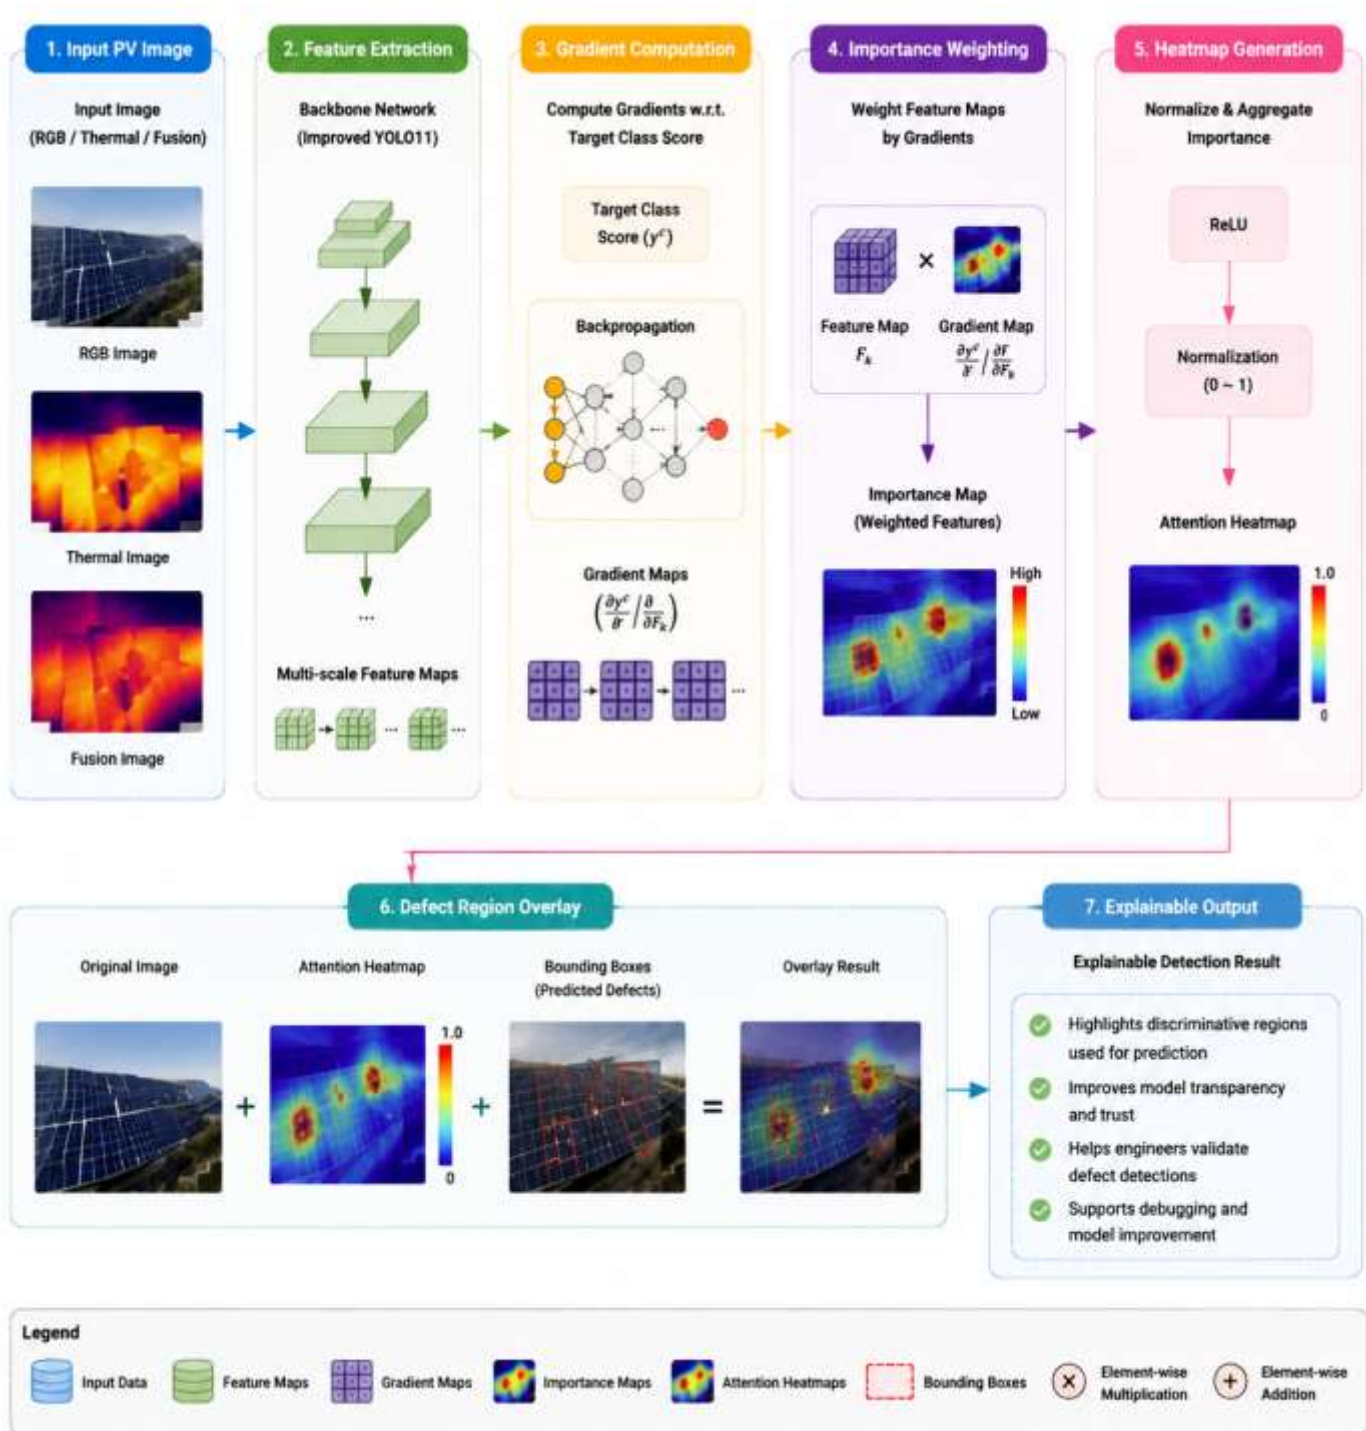 1. Input PV Image
Input Image
(RGB / Thermal / Fusion)
RGB Image
Thermal Image
Fusion Image
2. Feature Extraction
Backbone Network
(Improved YOLO11)
...
Multi-scale Feature Maps
... ...
3. Gradient Computation
Compute Gradients w.r.t.
Target Class Score
Target Class
Score (yᶜ)
Backpropagation
...
Gradient Maps
...
4. Importance Weighting
Weight Feature Maps
by Gradients
×
Feature Map
Fₖ
Gradient Map
Importance Map
(Weighted Features)
High
Low
5. Heatmap Generation
Normalize & Aggregate
Importance
ReLU
Normalization
(0 ~ 1)
Attention Heatmap
1.0
0
6. Defect Region Overlay
Original Image
+
Attention Heatmap
1.0
0
+
Bounding Boxes
(Predicted Defects)
=
Overlay Result
7. Explainable Output
Explainable Detection Result
Highlights discriminative regions
used for prediction
Improves model transparency
and trust
Helps engineers validate
defect detections
Supports debugging and
model improvement
Legend
Input Data
Feature Maps
Gradient Maps
Importance Maps
Attention Heatmaps
Bounding Boxes
×
Element-wise
Multiplication
+
Element-wise
Addition